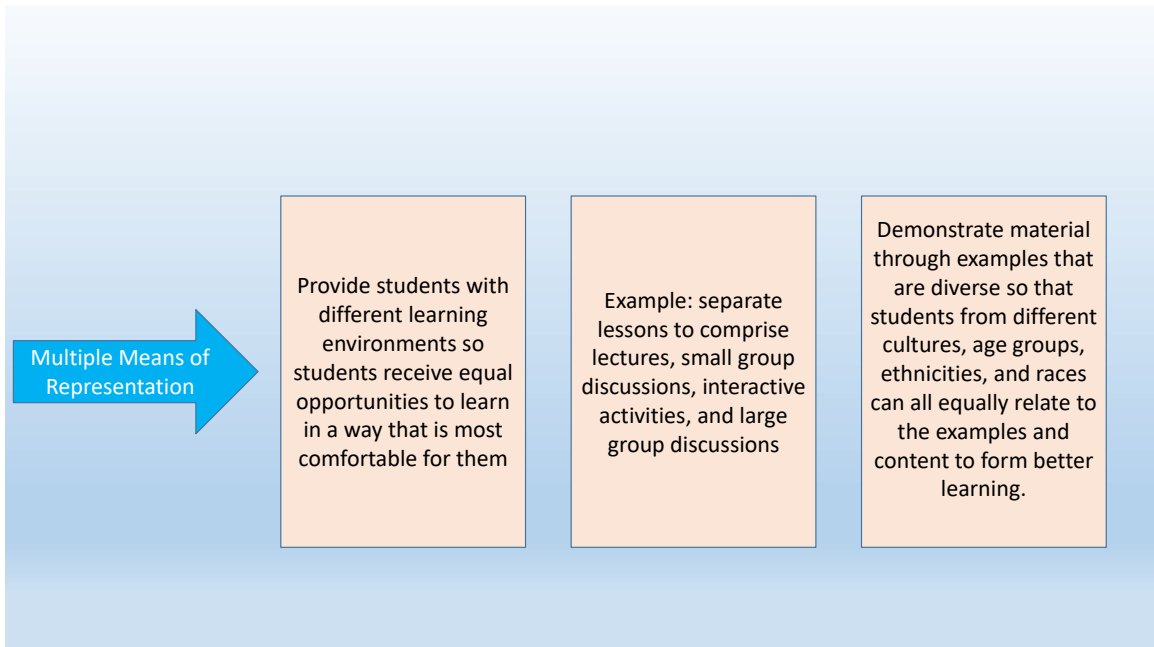 Multiple Means of
Representation
Provide students with
different learning
environments so
students receive equal
opportunities to learn
in a way that is most
comfortable for them
Example: separate
lessons to comprise
lectures, small group
discussions, interactive
activities, and large
group discussions
Demonstrate material
through examples that
are diverse so that
students from different
cultures, age groups,
ethnicities, and races
can all equally relate to
the examples and
content to form better
learning.